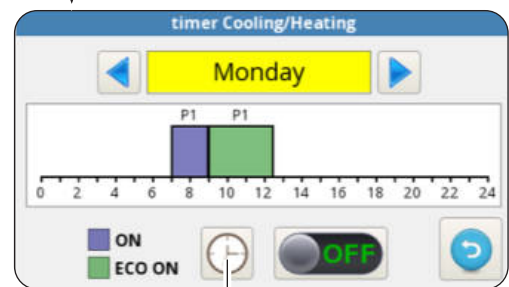 timer Cooling/Heating
Monday
P1 P1
0 2 4 6 8 10 12 14 16 18 20 22 24
ON
ECO ON
OFF